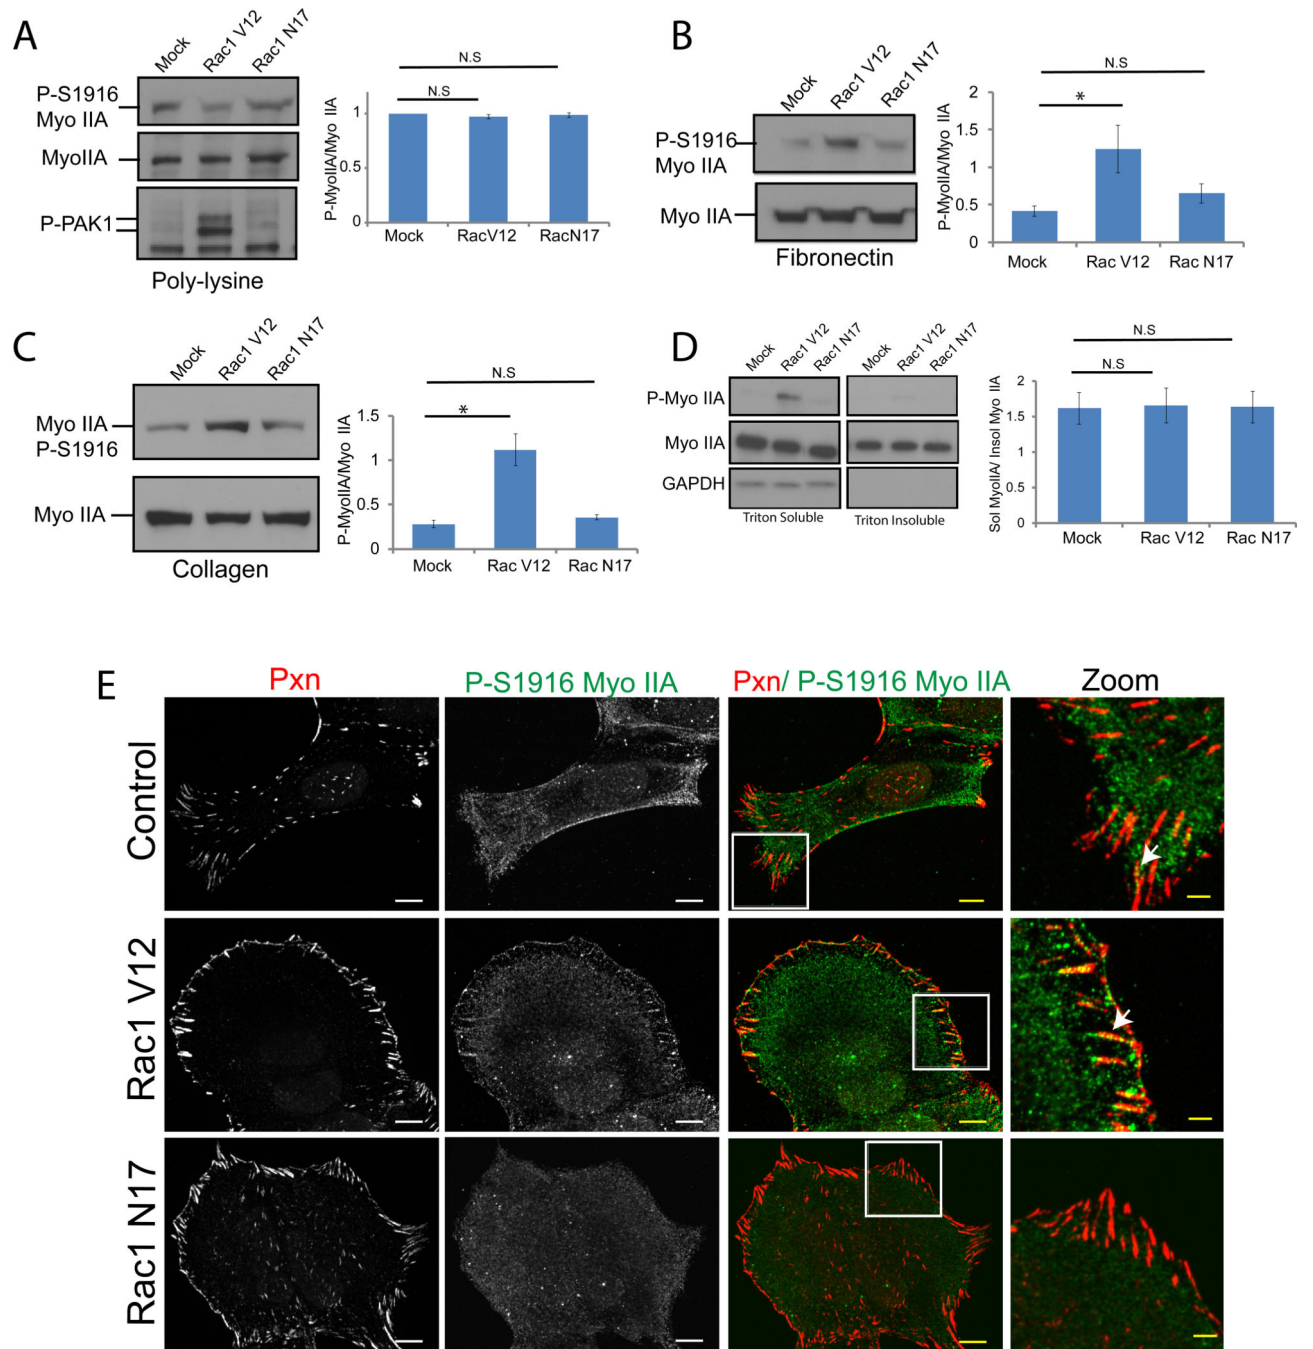 A
Mock
Rac1 V12
Rac1 N17
P-S1916
Myo IIA
MyoIIA
P-PAK1
Poly-lysine
N.S
N.S
P-MyoIIA/Myo IIA
1
0.5
0
Mock
RacV12
RacN17
B
Mock
Rac1 V12
Rac1 N17
P-S1916
Myo IIA
Myo IIA
Fibronectin
N.S
*
P-MyoIIA/Myo IIA
2
1.5
1
0.5
0
Mock
Rac V12
Rac N17
C
Mock
Rac1 V12
Rac1 N17
Myo IIA
P-S1916
Myo IIA
Collagen
N.S
*
P-MyoIIA/Myo IIA
1.5
1
0.5
0
Mock
Rac V12
Rac N17
D
Mock
Rac1 V12
Rac1 N17
Mock
Rac1 V12
Rac1 N17
P-Myo IIA
Myo IIA
GAPDH
Triton Soluble
Triton Insoluble
N.S
N.S
Sol MyoIIA/ Insol Myo IIA
2
1.5
1
0.5
0
Mock
Rac V12
Rac N17
E
Pxn
P-S1916 Myo IIA
Pxn/ P-S1916 Myo IIA
Zoom
Control
Rac1 V12
Rac1 N17